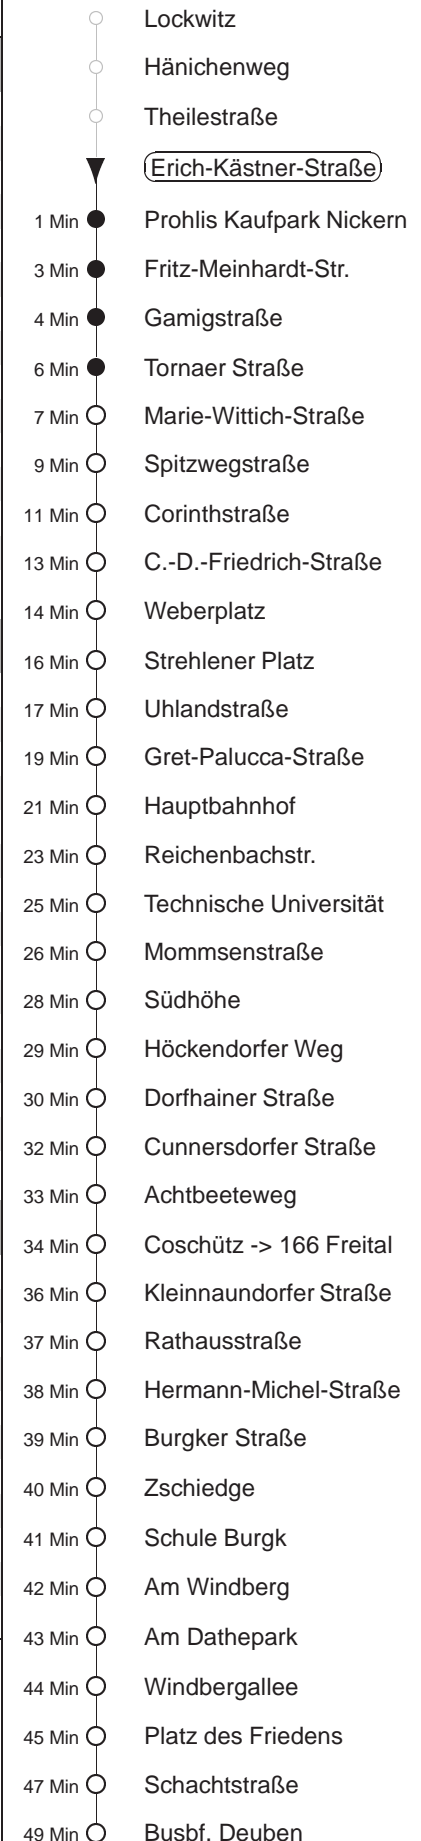 Lockwitz
Hänichenweg
Theilestraße
Erich-Kästner-Straße
1 Min Prohlis Kaufpark Nickern
3 Min Fritz-Meinhardt-Str.
4 Min Gamigstraße
6 Min Tornaer Straße
7 Min Marie-Wittich-Straße
9 Min Spitzwegstraße
11 Min Corinthstraße
13 Min C.-D.-Friedrich-Straße
14 Min Weberplatz
16 Min Strehlener Platz
17 Min Uhlandstraße
19 Min Gret-Palucca-Straße
21 Min Hauptbahnhof
23 Min Reichenbachstr.
25 Min Technische Universität
26 Min Mommsenstraße
28 Min Südhöhe
29 Min Höckendorfer Weg
30 Min Dorfhainer Straße
32 Min Cunnersdorfer Straße
33 Min Achtbeeteweg
34 Min Coschütz -> 166 Freital
36 Min Kleinnaundorfer Straße
37 Min Rathausstraße
38 Min Hermann-Michel-Straße
39 Min Burgker Straße
40 Min Zschiedge
41 Min Schule Burgk
42 Min Am Windberg
43 Min Am Dathepark
44 Min Windbergallee
45 Min Platz des Friedens
47 Min Schachtstraße
49 Min Busbf. Deuben